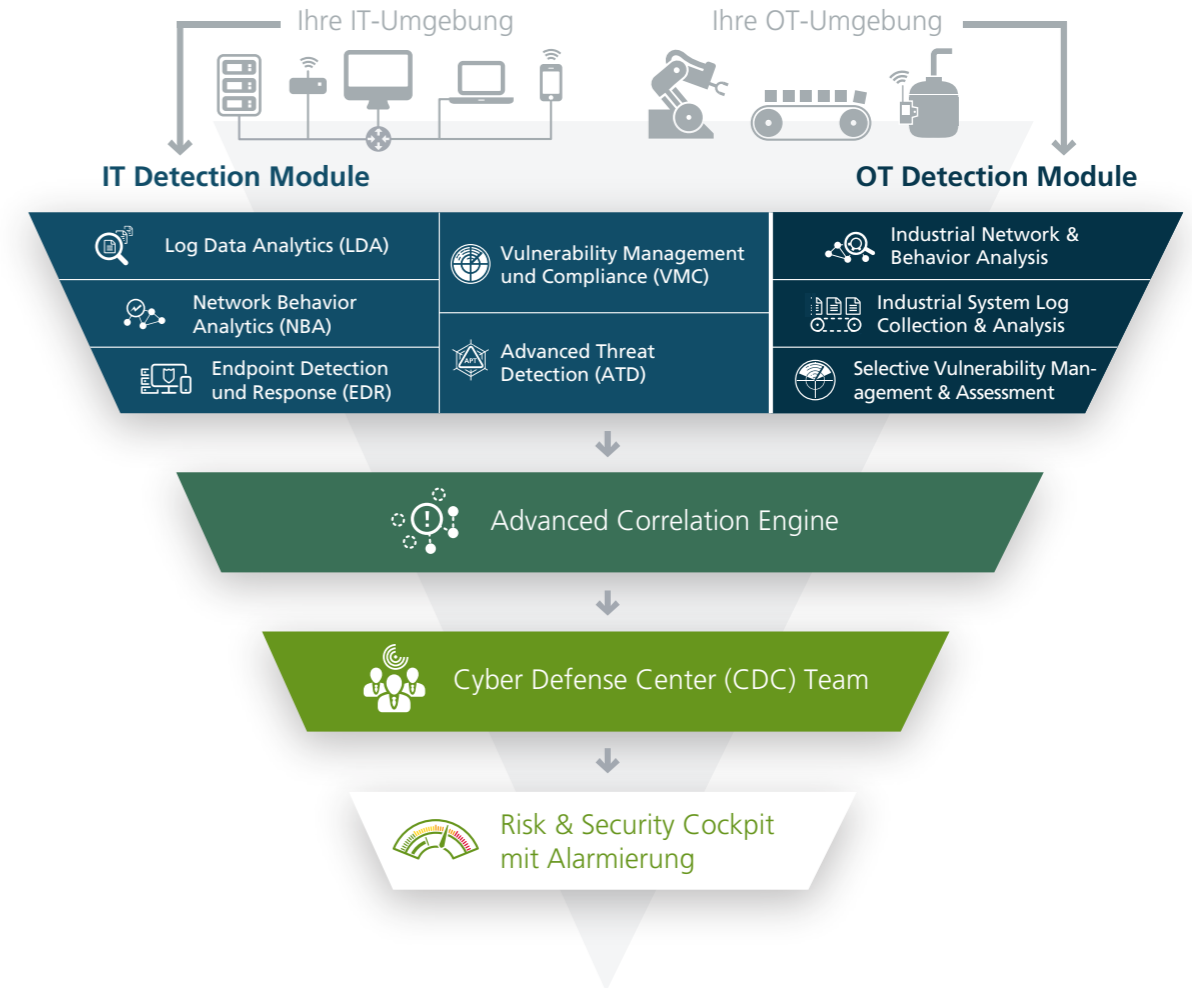 Ihre IT-Umgebung
Ihre OT-Umgebung
IT Detection Module
OT Detection Module
Log Data Analytics (LDA)
Network Behavior
Analytics (NBA)
Endpoint Detection
und Response (EDR)
Vulnerability Management
und Compliance (VMC)
APT
Advanced Threat
Detection (ATD)
Industrial Network &
Behavior Analysis
Industrial System Log
Collection & Analysis
Selective Vulnerability Man-
agement & Assessment
Advanced Correlation Engine
Cyber Defense Center (CDC) Team
Risk & Security Cockpit
mit Alarmierung